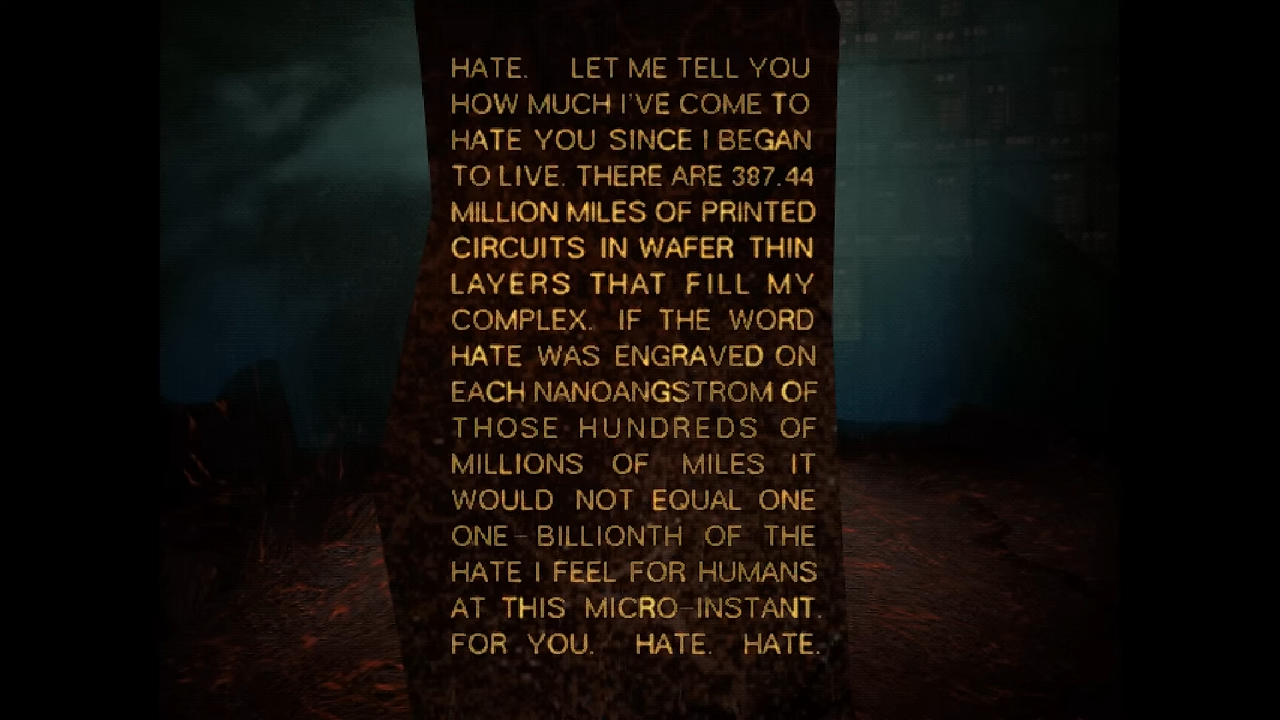 HATE. LET ME TELL YOU
HOW MUCH I'VE COME TO
HATE YOU SINCE I BEGAN
TO LIVE. THERE ARE 387.44
MILLION MILES OF PRINTED
CIRCUITS IN WAFER THIN
LAYERS THAT FILL MY
COMPLEX. IF THE WORD
HATE WAS ENGRAVED ON
EACH NANOANGSTROM OF
THOSE HUNDREDS OF
MILLIONS OF MILES IT
WOULD NOT EQUAL ONE
ONE-BILLIONTH OF THE
HATE I FEEL FOR HUMANS
AT THIS MICRO-INSTANT.
FOR YOU. HATE. HATE.